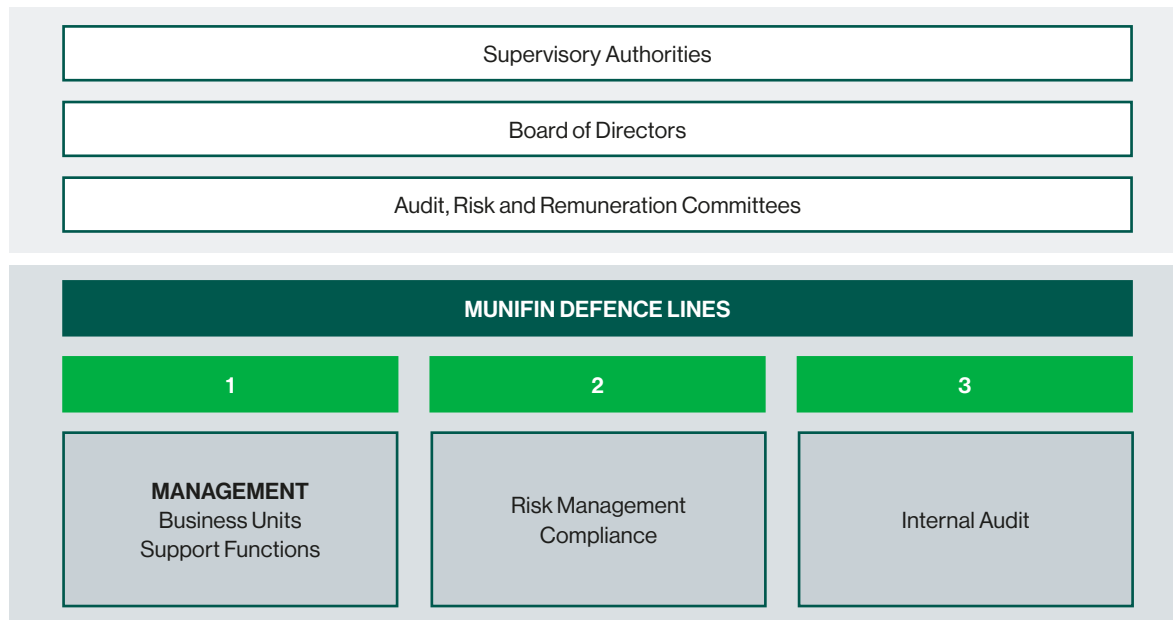 Supervisory Authorities
Board of Directors
Audit, Risk and Remuneration Committees
MUNIFIN DEFENCE LINES
1
2
3
MANAGEMENT
Business Units
Support Functions
Risk Management
Compliance
Internal Audit